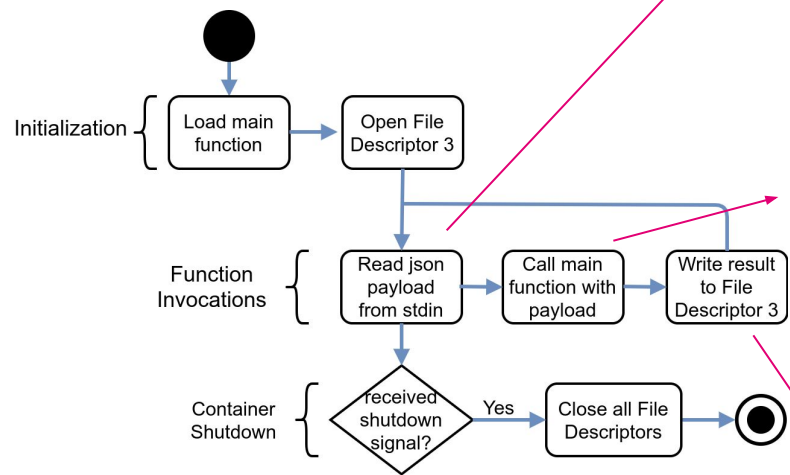 Initialization
Load main
function
Open File
Descriptor 3
Function
Invocations
Read json
payload
from stdin
Call main
function with
payload
Write result
to File
Descriptor 3
Container
Shutdown
received
shutdown
signal?
Yes
Close all File
Descriptors